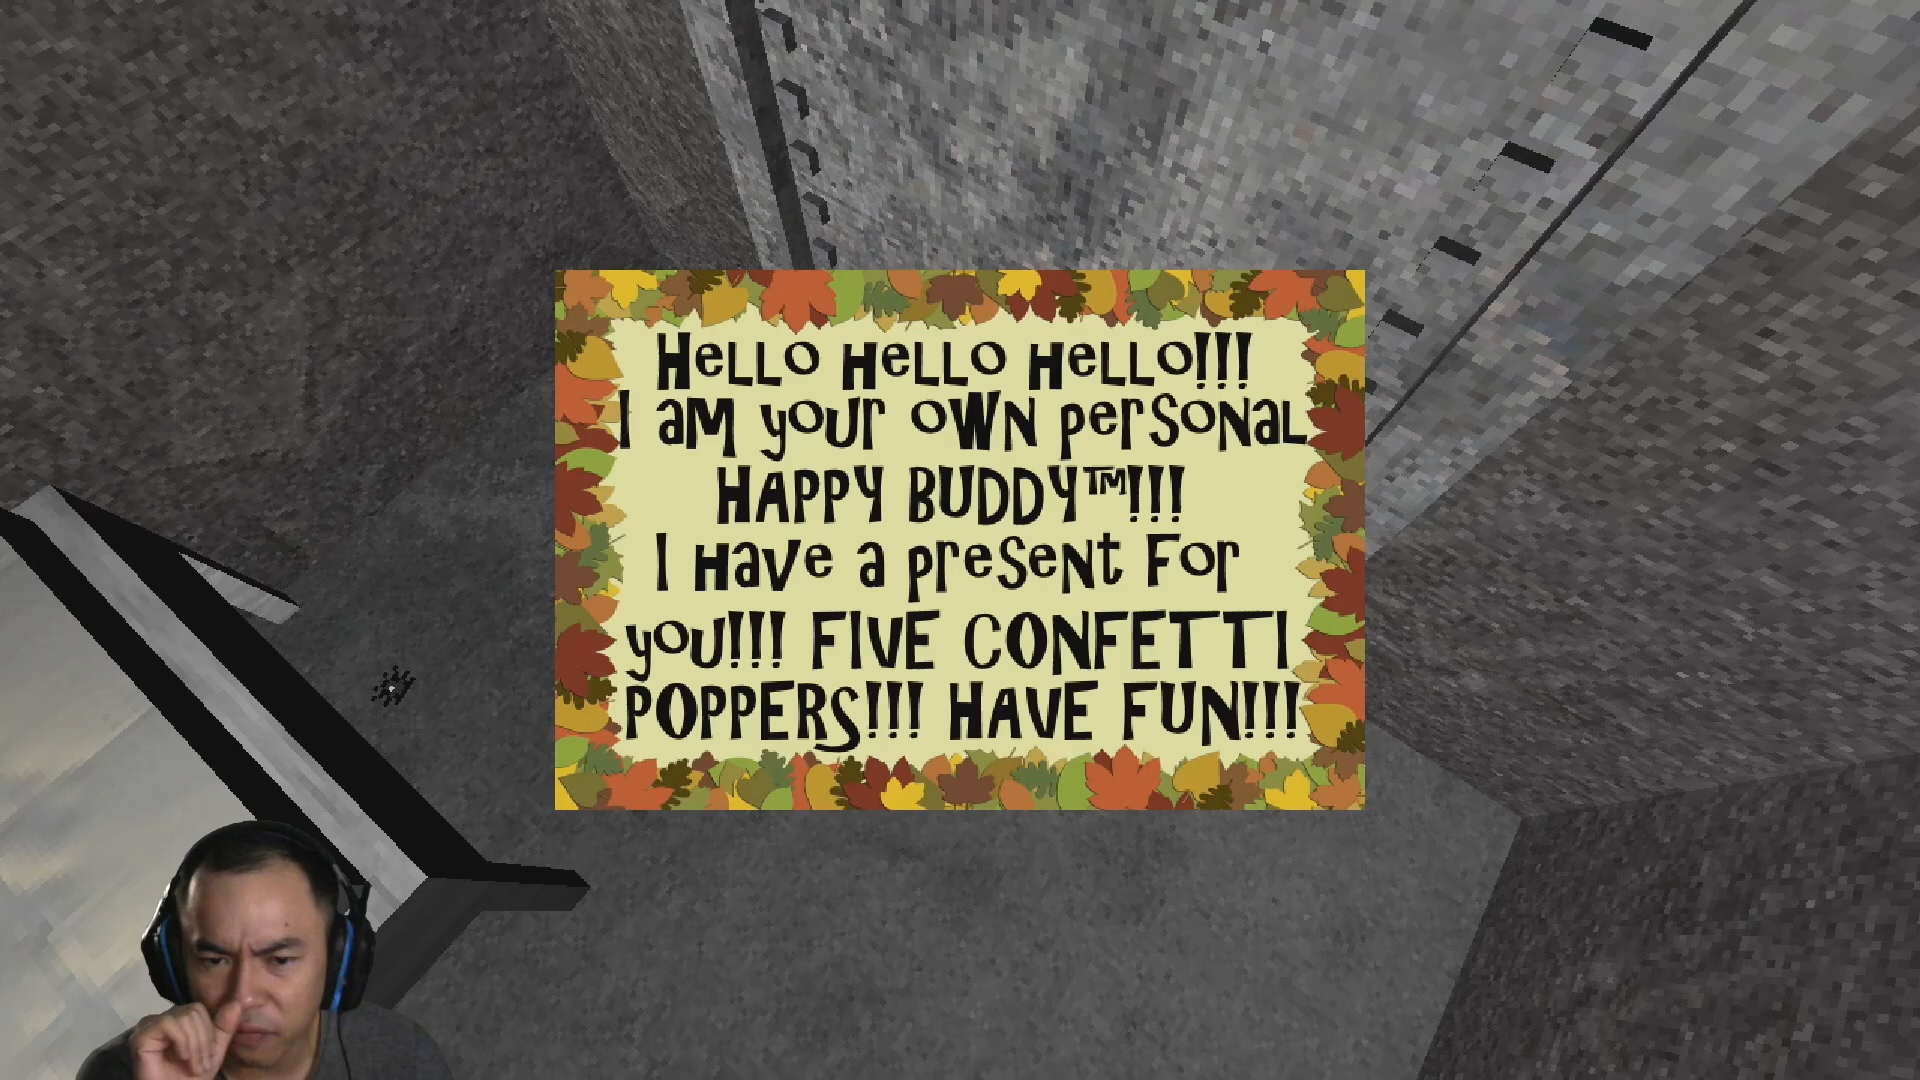 Hello Hello Hello!!!
I am your own personal
HAPPY BUDDY™!!!
I have a present for
you!!! FIVE CONFETTI
POPPERS!!! HAVE FUN!!!